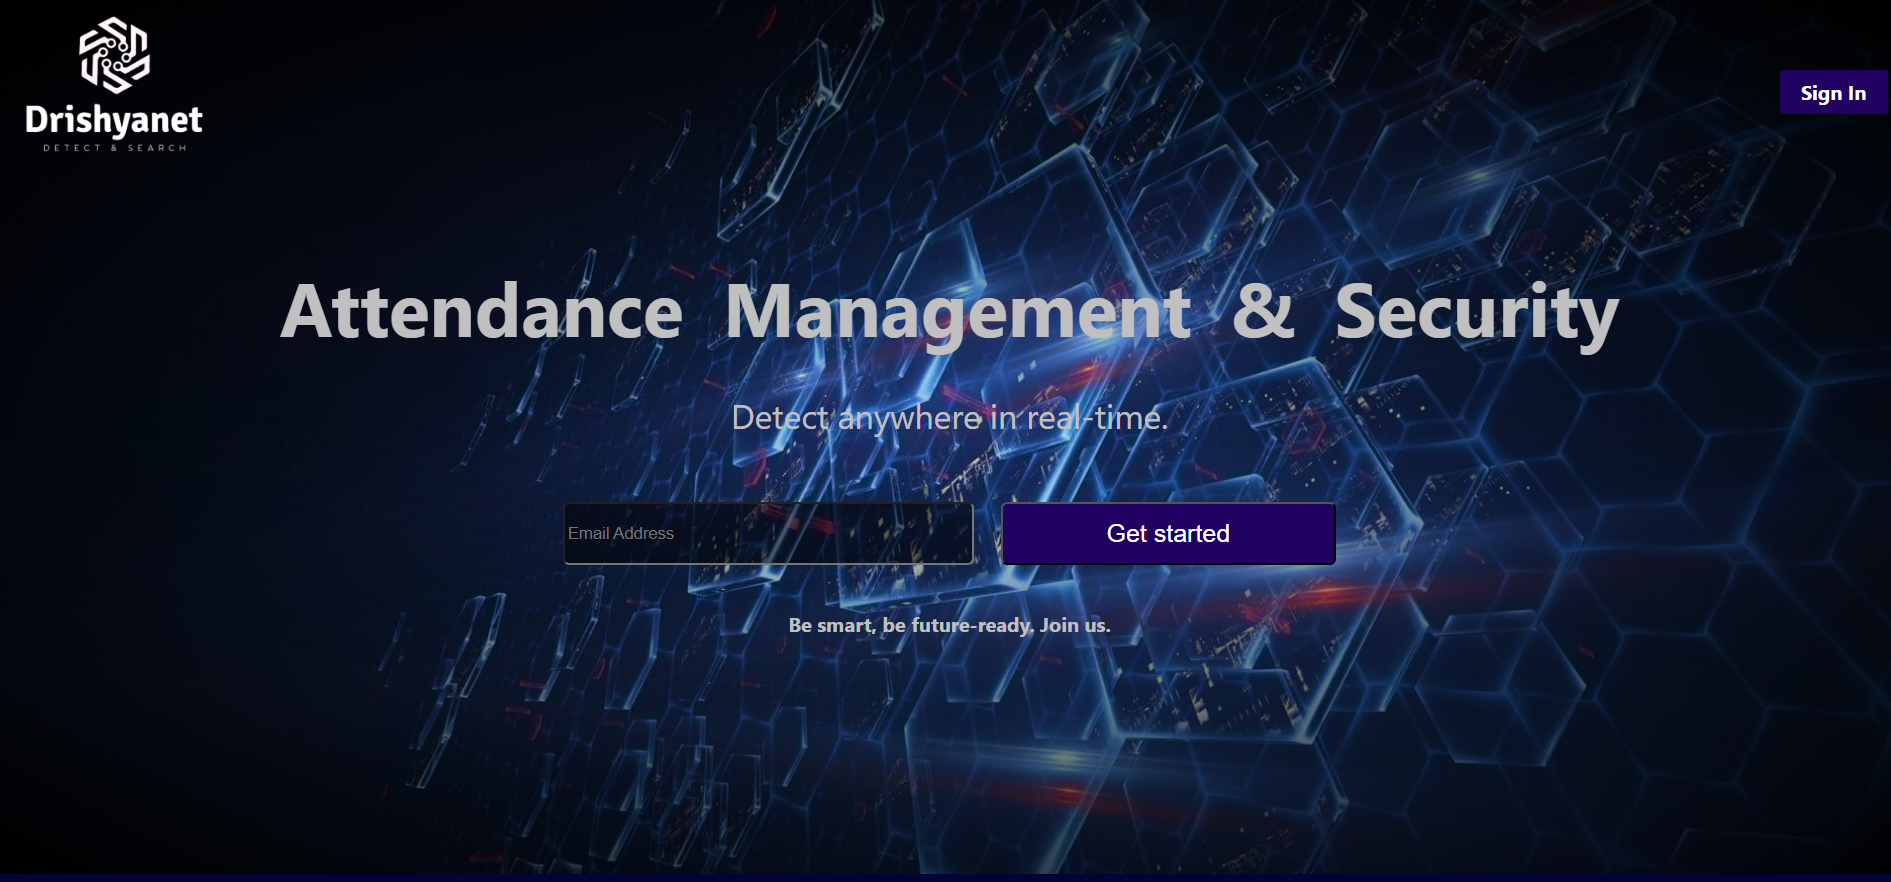 Drishyanet
DETECT & SEARCH
Sign In
Attendance Management & Security
Detect anywhere in real-time.
Email Address
Get started
Be smart, be future-ready. Join us.